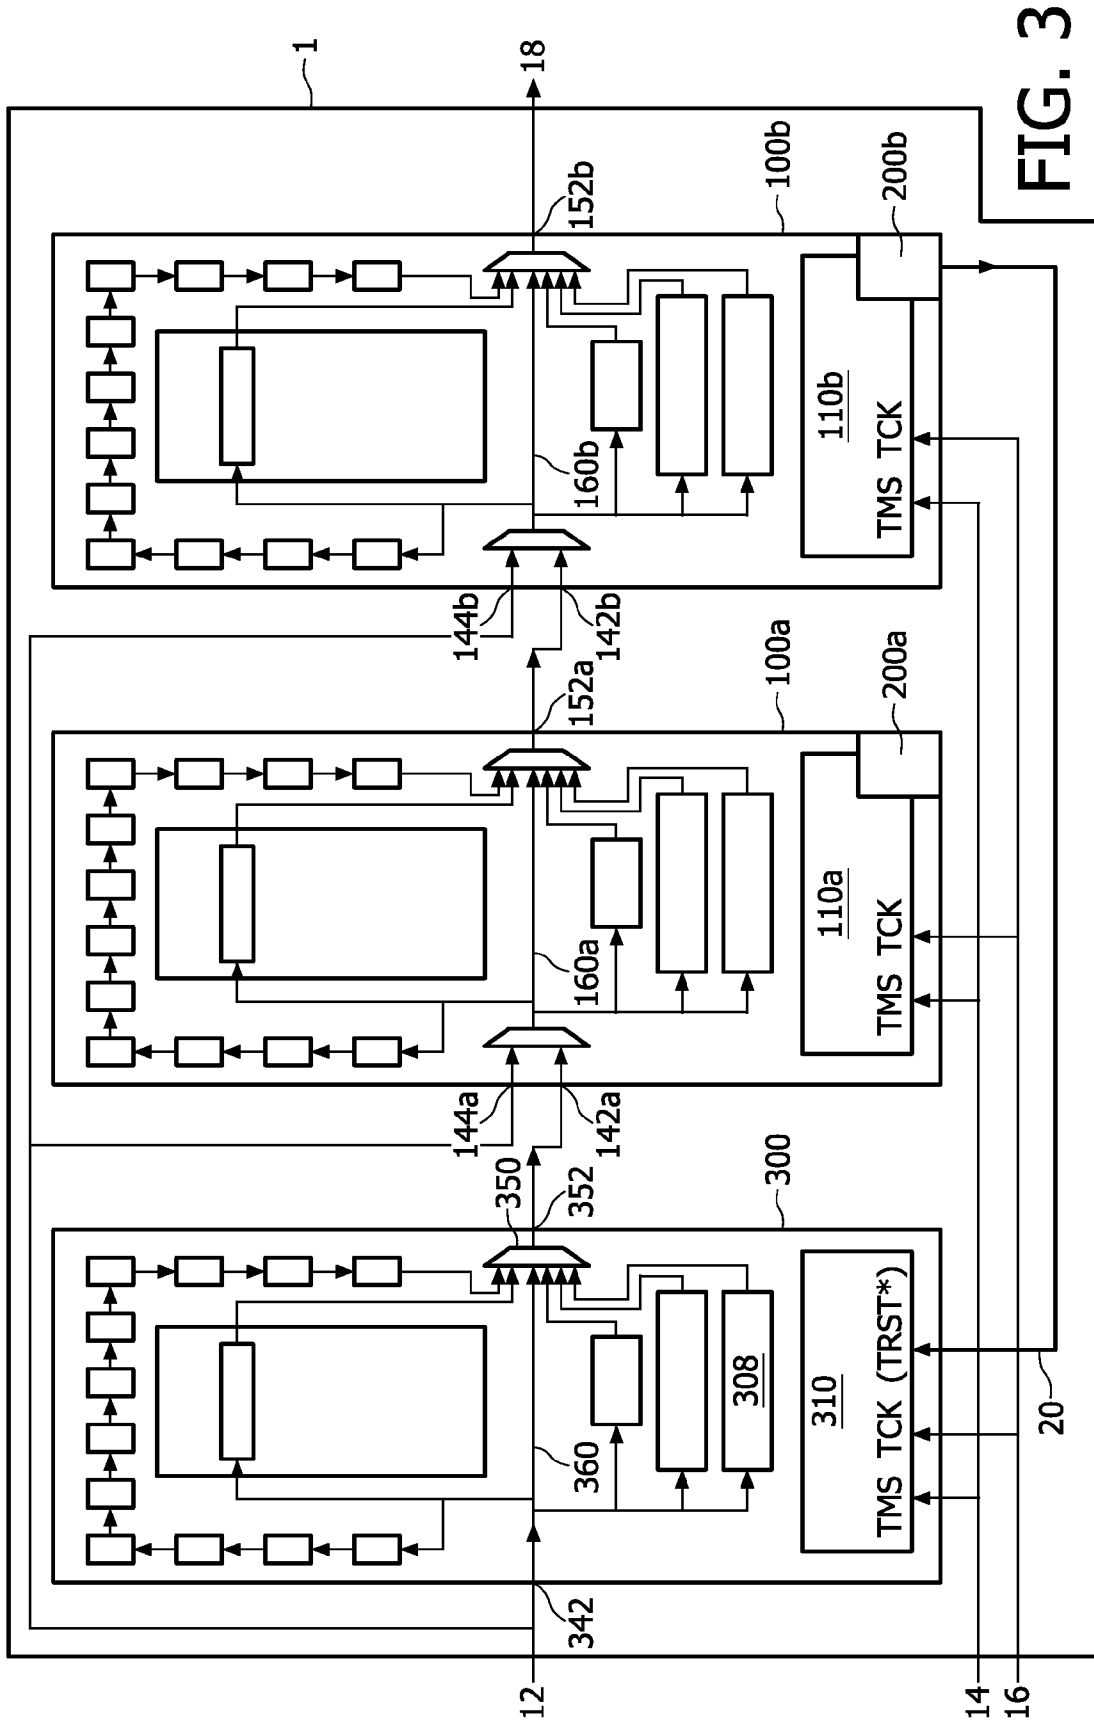 1
12
18
342
352
350
300
360
308
310
TMS TCK (TRST*)
144a
142a
152a
100a
160a
110a
TMS TCK
200a
144b
142b
152b
100b
160b
110b
TMS TCK
200b
14
16
20
FIG. 3